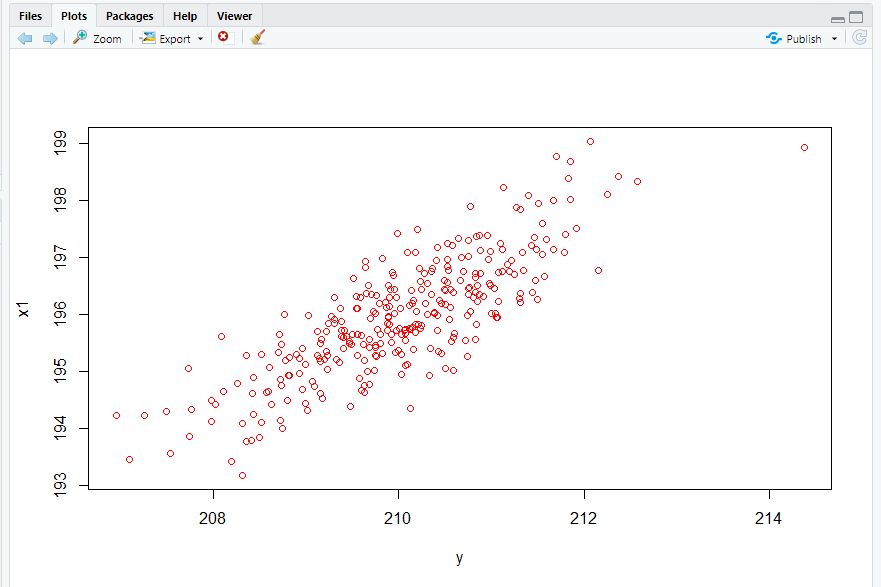 Files Plots Packages Help Viewer
Zoom Export Publish
199
198
197
196
195
194
193
x1
208 210 212 214
y